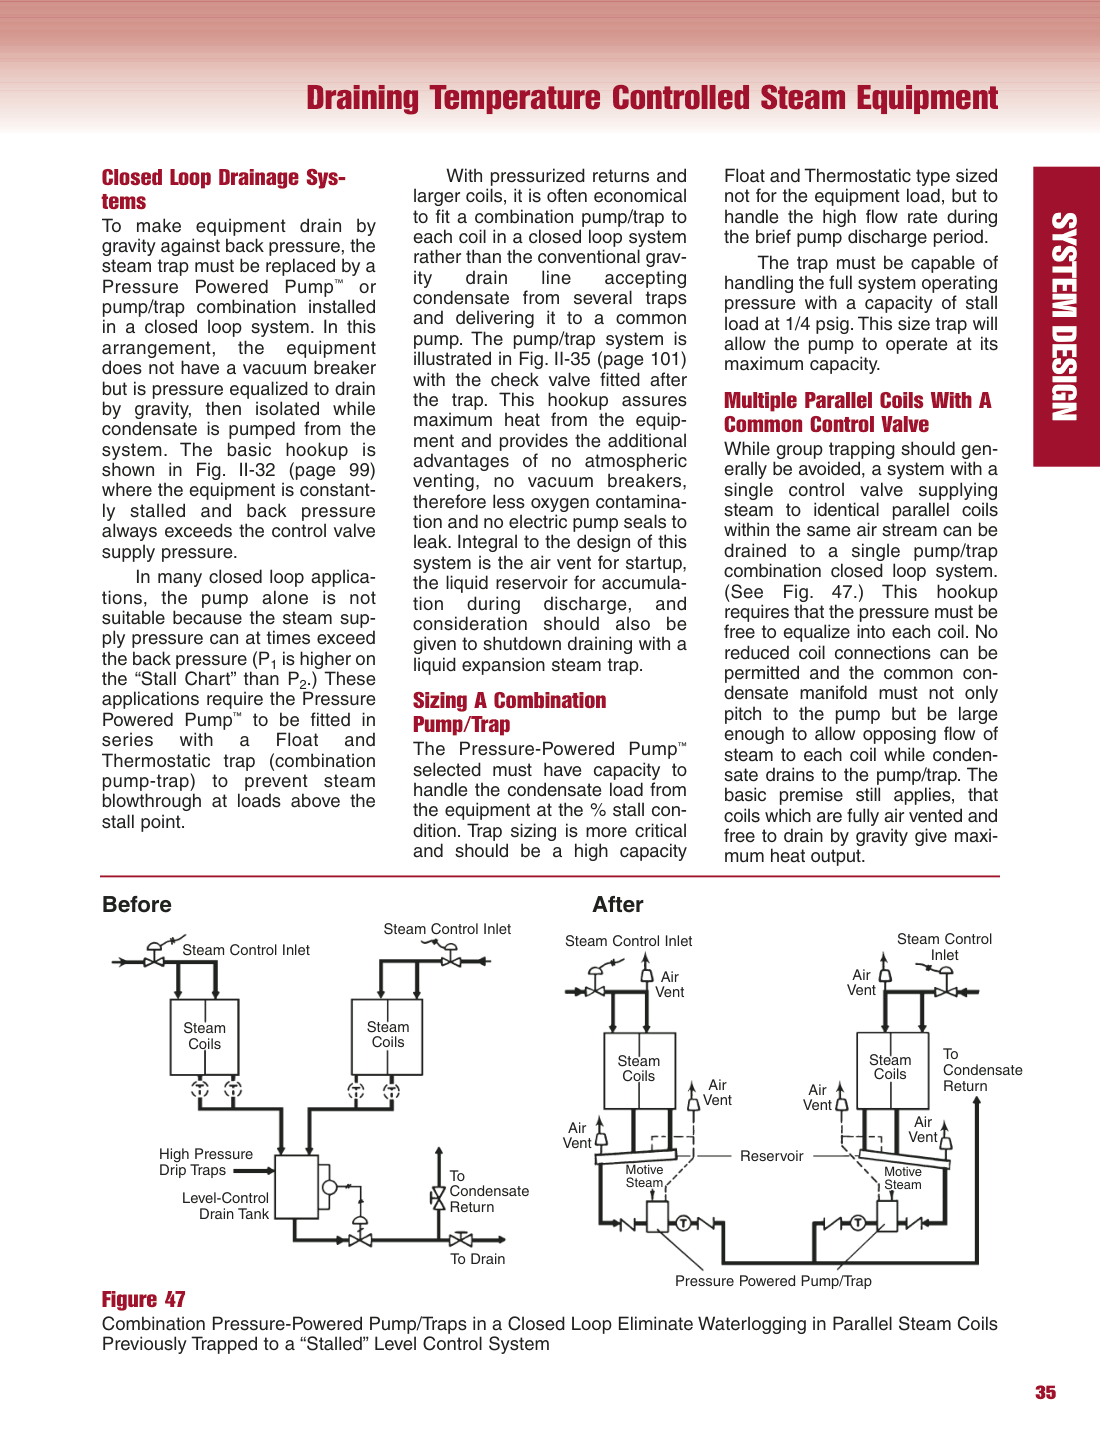 Draining Temperature Controlled Steam Equipment
Closed Loop Drainage Sys-
tems
To make equipment drain by
gravity against back pressure, the
steam trap must be replaced by a
Pressure Powered Pump™ or
pump/trap combination installed
in a closed loop system. In this
arrangement, the equipment
does not have a vacuum breaker
but is pressure equalized to drain
by gravity, then isolated while
condensate is pumped from the
system. The basic hookup is
shown in Fig. II-32 (page 99)
where the equipment is constant-
ly stalled and back pressure
always exceeds the control valve
supply pressure.
In many closed loop applica-
tions, the pump alone is not
suitable because the steam sup-
ply pressure can at times exceed
the back pressure (P1 is higher on
the “Stall Chart” than P2.) These
applications require the Pressure
Powered Pump™ to be fitted in
series with a Float and
Thermostatic trap (combination
pump-trap) to prevent steam
blowthrough at loads above the
stall point.
With pressurized returns and
larger coils, it is often economical
to fit a combination pump/trap to
each coil in a closed loop system
rather than the conventional grav-
ity drain line accepting
condensate from several traps
and delivering it to a common
pump. The pump/trap system is
illustrated in Fig. II-35 (page 101)
with the check valve fitted after
the trap. This hookup assures
maximum heat from the equip-
ment and provides the additional
advantages of no atmospheric
venting, no vacuum breakers,
therefore less oxygen contamina-
tion and no electric pump seals to
leak. Integral to the design of this
system is the air vent for startup,
the liquid reservoir for accumula-
tion during discharge, and
consideration should also be
given to shutdown draining with a
liquid expansion steam trap.
Sizing A Combination
Pump/Trap
The Pressure-Powered Pump™
selected must have capacity to
handle the condensate load from
the equipment at the % stall con-
dition. Trap sizing is more critical
and should be a high capacity
Float and Thermostatic type sized
not for the equipment load, but to
handle the high flow rate during
the brief pump discharge period.
The trap must be capable of
handling the full system operating
pressure with a capacity of stall
load at 1/4 psig. This size trap will
allow the pump to operate at its
maximum capacity.
Multiple Parallel Coils With A
Common Control Valve
While group trapping should gen-
erally be avoided, a system with a
single control valve supplying
steam to identical parallel coils
within the same air stream can be
drained to a single pump/trap
combination closed loop system.
(See Fig. 47.) This hookup
requires that the pressure must be
free to equalize into each coil. No
reduced coil connections can be
permitted and the common con-
densate manifold must not only
pitch to the pump but be large
enough to allow opposing flow of
steam to each coil while conden-
sate drains to the pump/trap. The
basic premise still applies, that
coils which are fully air vented and
free to drain by gravity give maxi-
mum heat output.
SYSTEM DESIGN
Before
Steam Control Inlet
Steam Control Inlet
Steam
Coils
Steam
Coils
T
T
T
T
High Pressure
Drip Traps
Level-Control
Drain Tank
To
Condensate
Return
To Drain
After
Steam Control Inlet
Air
Vent
Steam Control
Inlet
Air
Vent
Steam
Coils
Steam
Coils
To
Condensate
Return
Air
Vent
Air
Vent
Air
Vent
Air
Vent
Reservoir
Motive
Steam
Motive
Steam
T
T
Pressure Powered Pump/Trap
Figure 47
Combination Pressure-Powered Pump/Traps in a Closed Loop Eliminate Waterlogging in Parallel Steam Coils
Previously Trapped to a “Stalled” Level Control System
35